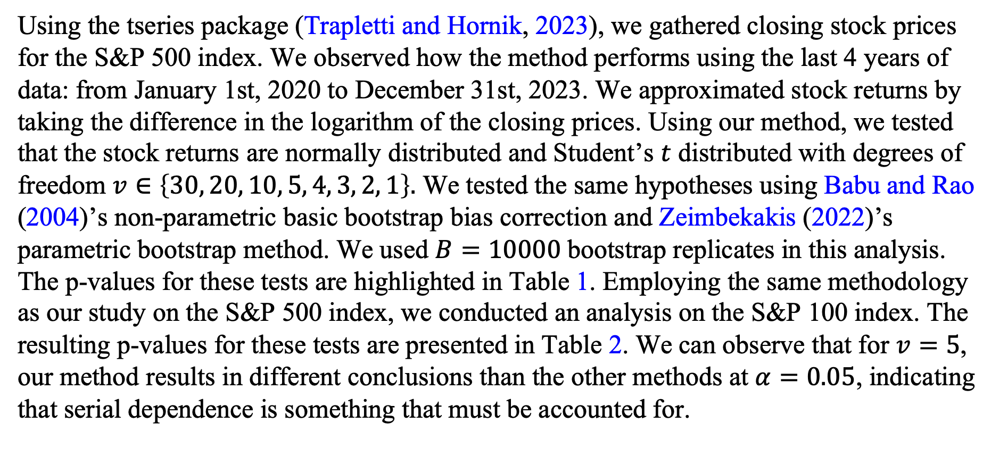 Using the tseries package (Trapletti and Hornik, 2023), we gathered closing stock prices
for the S&P 500 index. We observed how the method performs using the last 4 years of
data: from January 1st, 2020 to December 31st, 2023. We approximated stock returns by
taking the difference in the logarithm of the closing prices. Using our method, we tested
that the stock returns are normally distributed and Student’s t distributed with degrees of
freedom ν ∈ {30, 20, 10, 5, 4, 3, 2, 1}. We tested the same hypotheses using Babu and Rao
(2004)’s non-parametric basic bootstrap bias correction and Zeimbekakis (2022)’s
parametric bootstrap method. We used B = 10000 bootstrap replicates in this analysis.
The p-values for these tests are highlighted in Table 1. Employing the same methodology
as our study on the S&P 500 index, we conducted an analysis on the S&P 100 index. The
resulting p-values for these tests are presented in Table 2. We can observe that for ν = 5,
our method results in different conclusions than the other methods at α = 0.05, indicating
that serial dependence is something that must be accounted for.